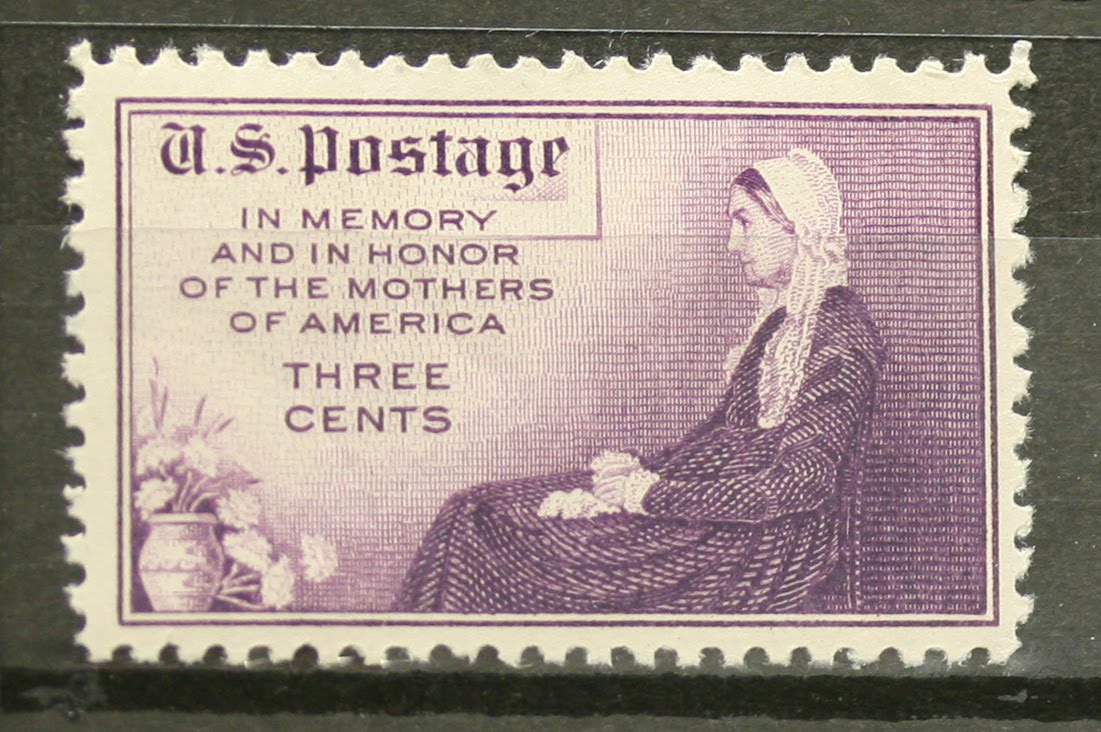 U.S. Postage
IN MEMORY
AND IN HONOR
OF THE MOTHERS
OF AMERICA
THREE
CENTS